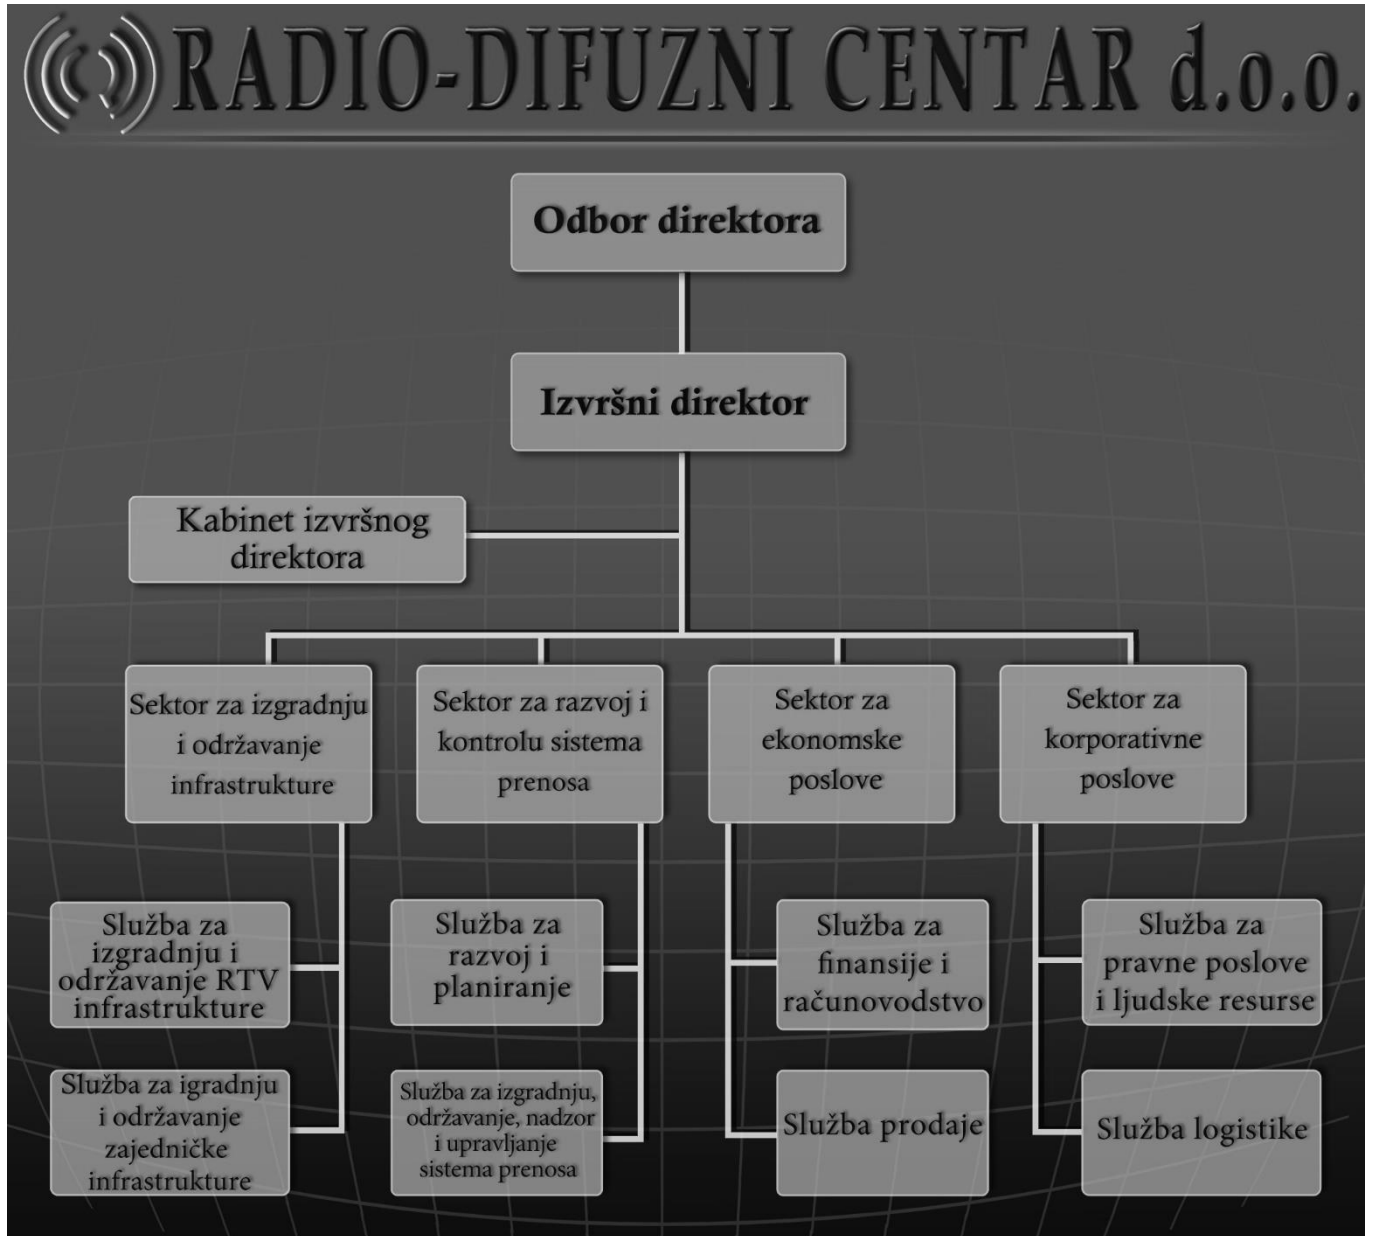 RADIO-DIFUZNI CENTAR d.o.o.
Odbor direktora
Izvršni direktor
Kabinet izvršnog
direktora
Sektor za izgradnju
i održavanje
infrastrukture
Sektor za razvoj i
kontrolu sistema
prenosa
Sektor za
ekonomske
poslove
Sektor za
korporativne
poslove
Služba za
izgradnju i
održavanje RTV
infrastrukture
Služba za
razvoj i
planiranje
Služba za
finansije i
računovodstvo
Služba za
pravne poslove
i ljudske resurse
Služba za igradnju
i održavanje
zajedničke
infrastrukture
Služba za izgradnju,
održavanje, nadzor
i upravljanje
sistema prenosa
Služba prodaje
Služba logistike